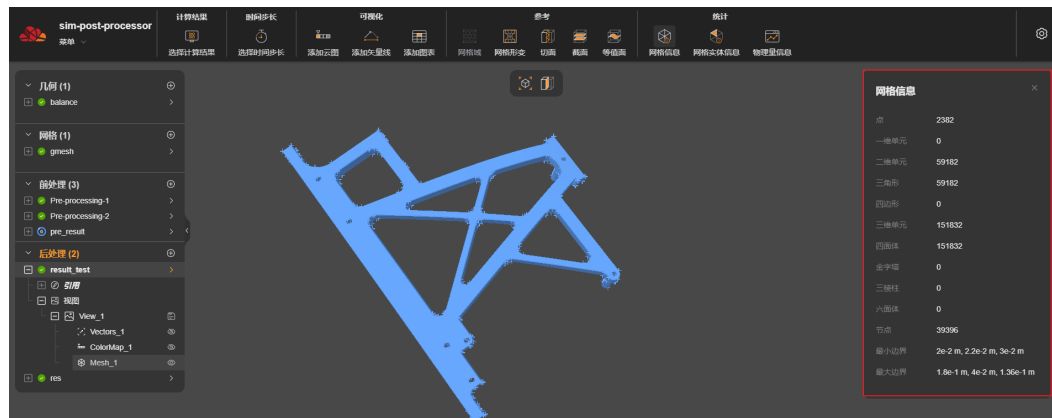 sim-post-processor
菜单
计算结果
选择计算结果
时间步长
选择时间步长
可视化
添加云图 添加矢量线 添加图表
参考
网格域 网格形变 切面 截面 等值面
统计
网格信息 网格实体信息 物理量信息
几何 (1)
balance
网格 (1)
gmesh
前处理 (3)
Pre-processing-1
Pre-processing-2
pre_result
后处理 (2)
result_test
引用
视图
View_1
Vectors_1
ColorMap_1
Mesh_1
res
网格信息
点 2382
一维单元 0
二维单元 59182
三角形 59182
四边形 0
三维单元 151832
四面体 151832
金字塔 0
三棱柱 0
六面体 0
节点 39396
最小边界 2e-2 m, 2.2e-2 m, 3e-2 m
最大边界 1.8e-1 m, 4e-2 m, 1.36e-1 m